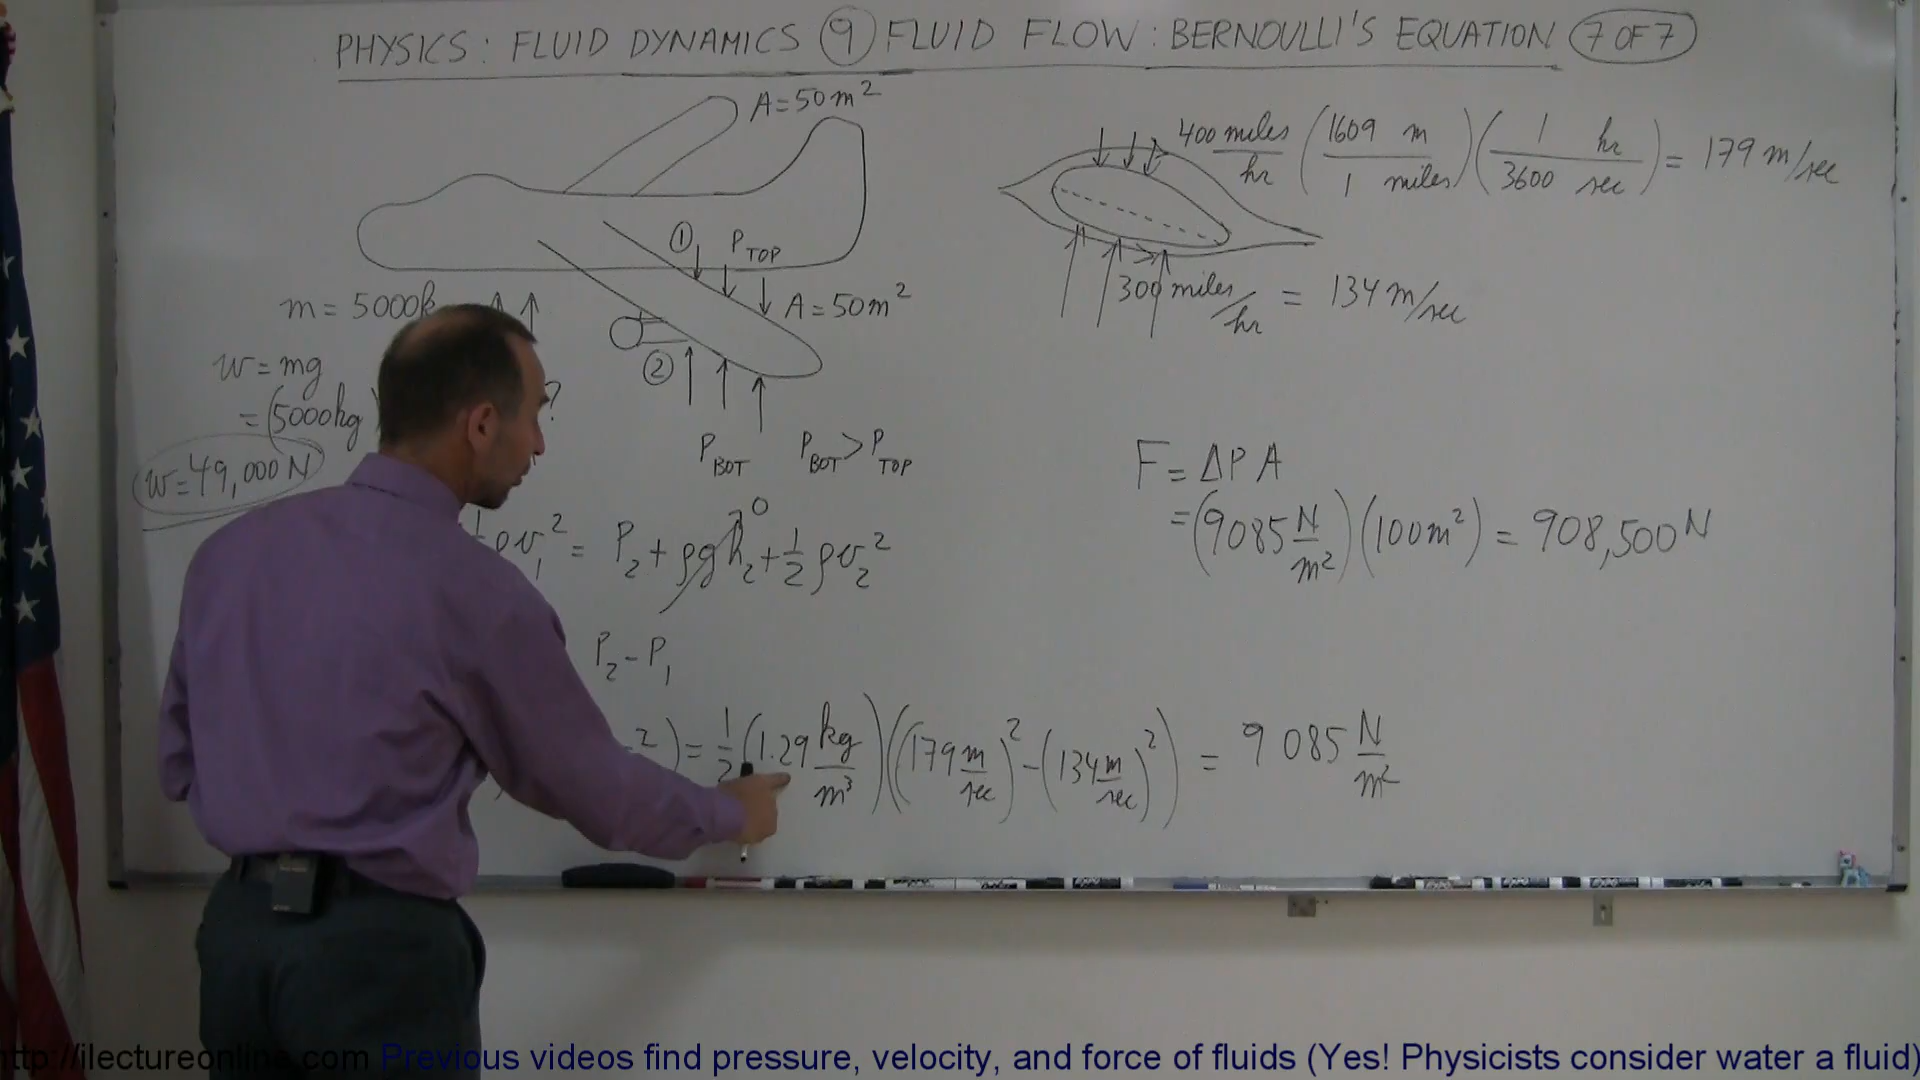 PHYSICS: FLUID DYNAMICS 9 FLUID FLOW: BERNOULLI'S EQUATION 7 OF 7
A = 50 m²
400 miles/hr (1609 m / 1 miles) (1 hr / 3600 sec) = 179 m/sec
① P_TOP
300 miles/hr = 134 m/sec
m = 5000k
A = 50 m²
w = mg
②
= (5000kg) ?
P_BOT P_BOT > P_TOP
w = 49,000 N
F = ΔP A
= (9085 N/m²)(100 m²) = 908,500 N
ρv₁² = P₂ + ρgh₂ + ½ρv₂²
0
P₂ - P₁
²) = ½ (1.29 kg/m³)((179 m/sec)² - (134 m/sec)²) = 9085 N/m²
http://ilectureonline.com Previous videos find pressure, velocity, and force of fluids (Yes! Physicists consider water a fluid)